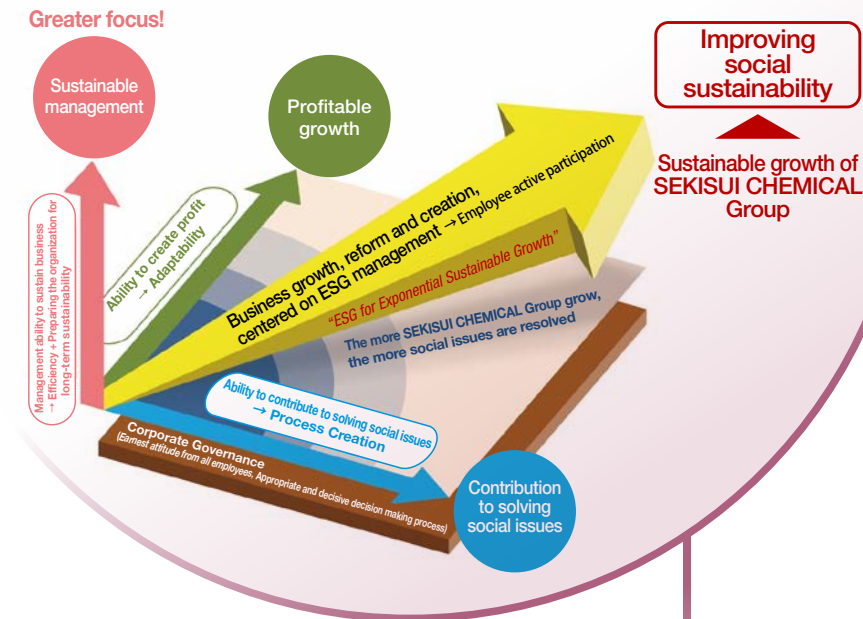 Greater focus!
Sustainable
management
Profitable
growth
Improving
social
sustainability
Sustainable growth of
SEKISUI CHEMICAL
Group
Management ability to sustain business
→ Efficiency + Preparing the organization for
long-term sustainability
Ability to create profit
→ Adaptability
Business growth, reform and creation,
centered on ESG management → Employee active participation
“ESG for Exponential Sustainable Growth”
The more SEKISUI CHEMICAL Group grow,
the more social issues are resolved
Ability to contribute to solving social issues
→ Process Creation
Corporate Governance
(Earnest attitude from all employees, Appropriate and decisive decision making process)
Contribution
to solving
social issues